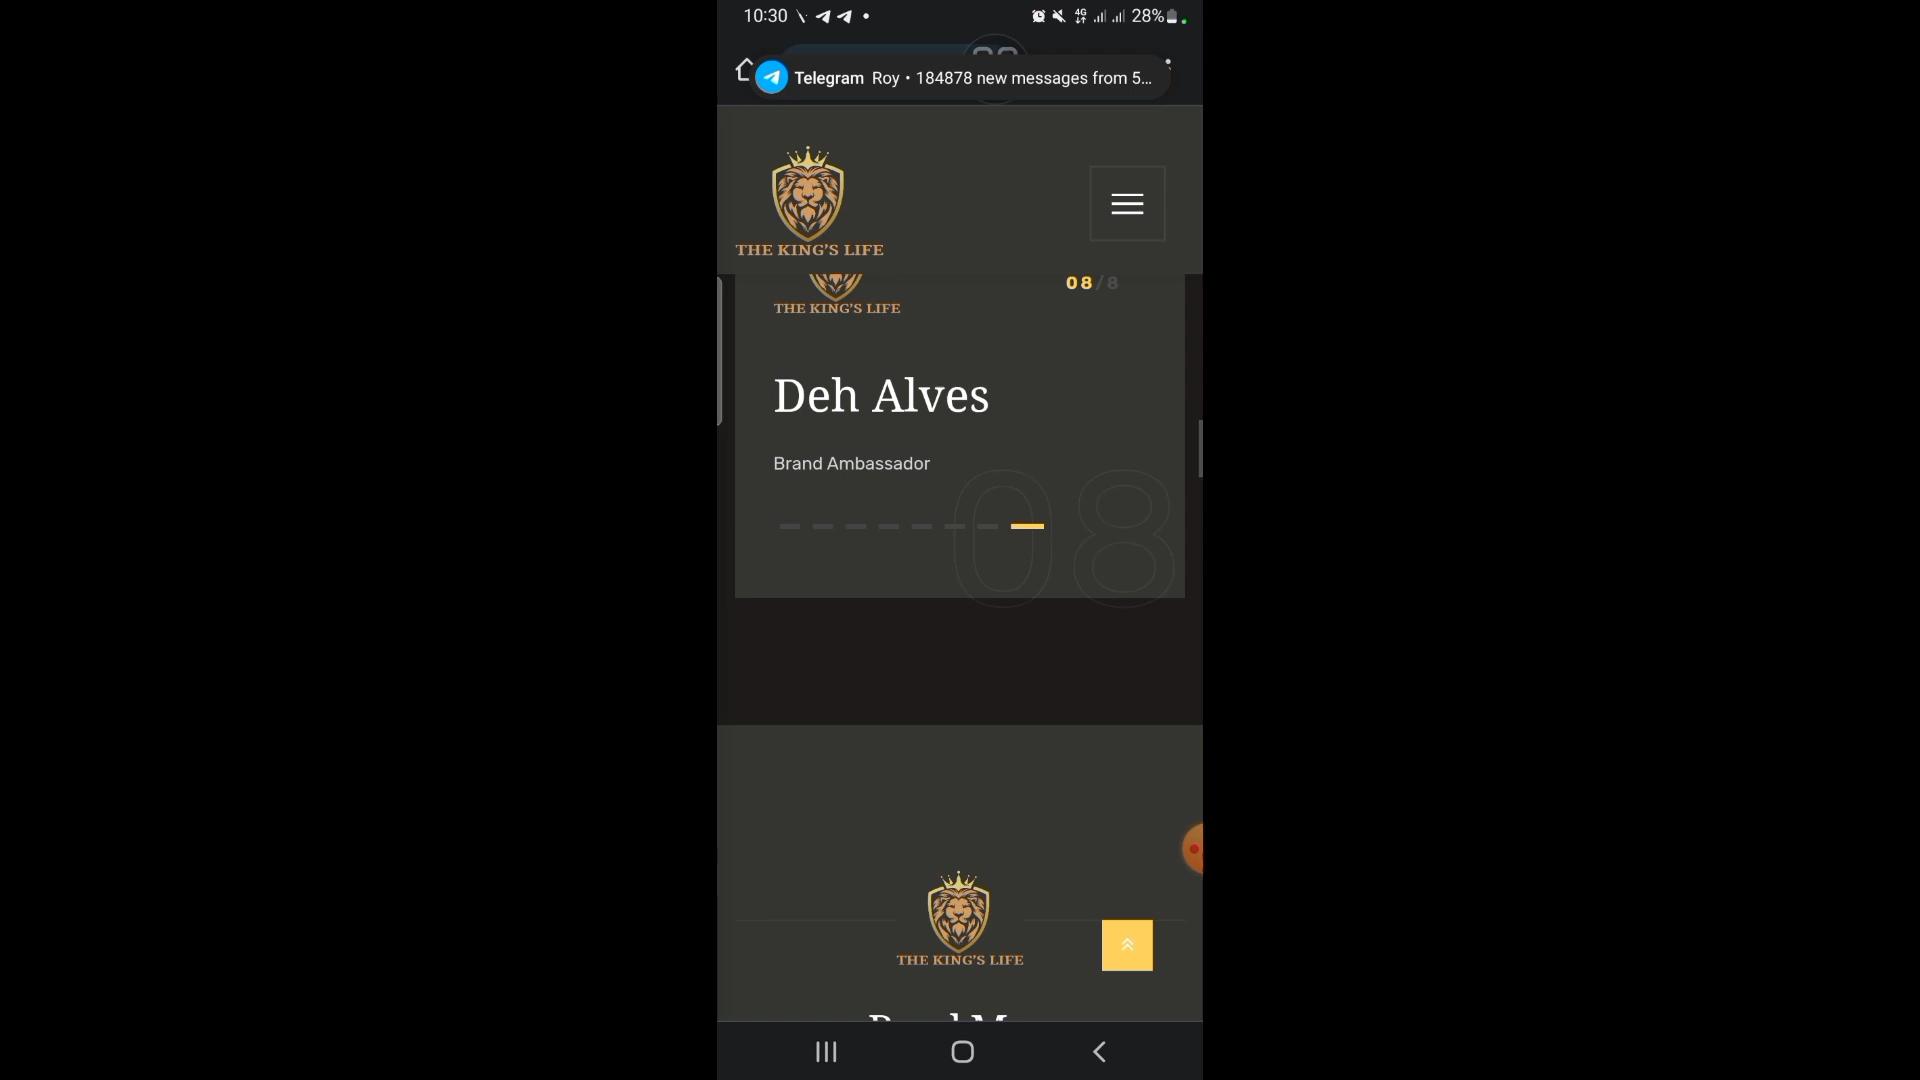 10:30
4G
28%
Telegram Roy • 184878 new messages from 5...
THE KING'S LIFE
08/8
THE KING'S LIFE
Deh Alves
Brand Ambassador
08
THE KING'S LIFE